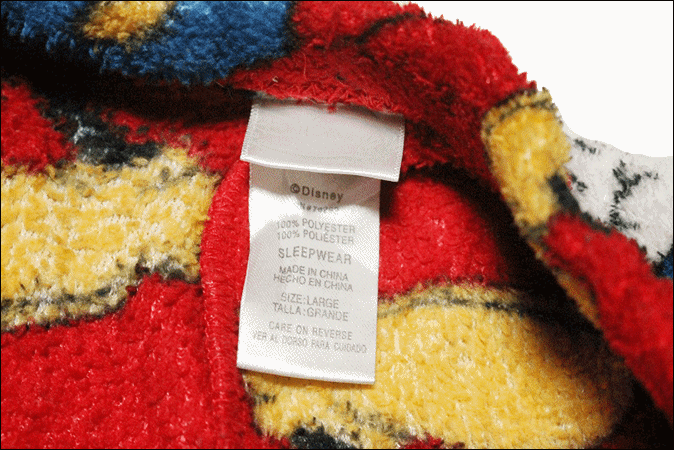 ©Disney
100% POLYESTER
100% POLIÉSTER
SLEEPWEAR
MADE IN CHINA
HECHO EN CHINA
SIZE:LARGE
TALLA:GRANDE
CARE ON REVERSE
VER AL DORSO PARA CUIDADO